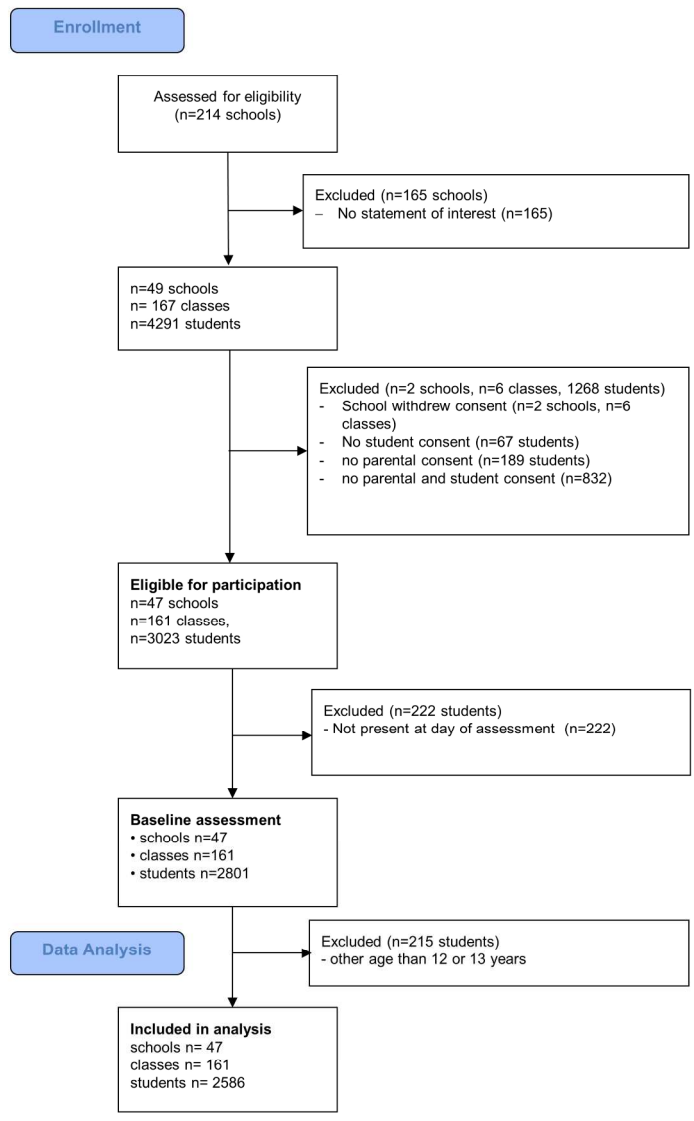 Enrollment
Assessed for eligibility
(n=214 schools)
Excluded (n=165 schools)
– No statement of interest (n=165)
n=49 schools
n= 167 classes
n=4291 students
Excluded (n=2 schools, n=6 classes, 1268 students)
- School withdrew consent (n=2 schools, n=6
classes)
- No student consent (n=67 students)
- no parental consent (n=189 students)
- no parental and student consent (n=832)
Eligible for participation
n=47 schools
n=161 classes,
n=3023 students
Excluded (n=222 students)
- Not present at day of assessment (n=222)
Baseline assessment
• schools n=47
• classes n=161
• students n=2801
Data Analysis
Excluded (n=215 students)
- other age than 12 or 13 years
Included in analysis
schools n= 47
classes n= 161
students n= 2586